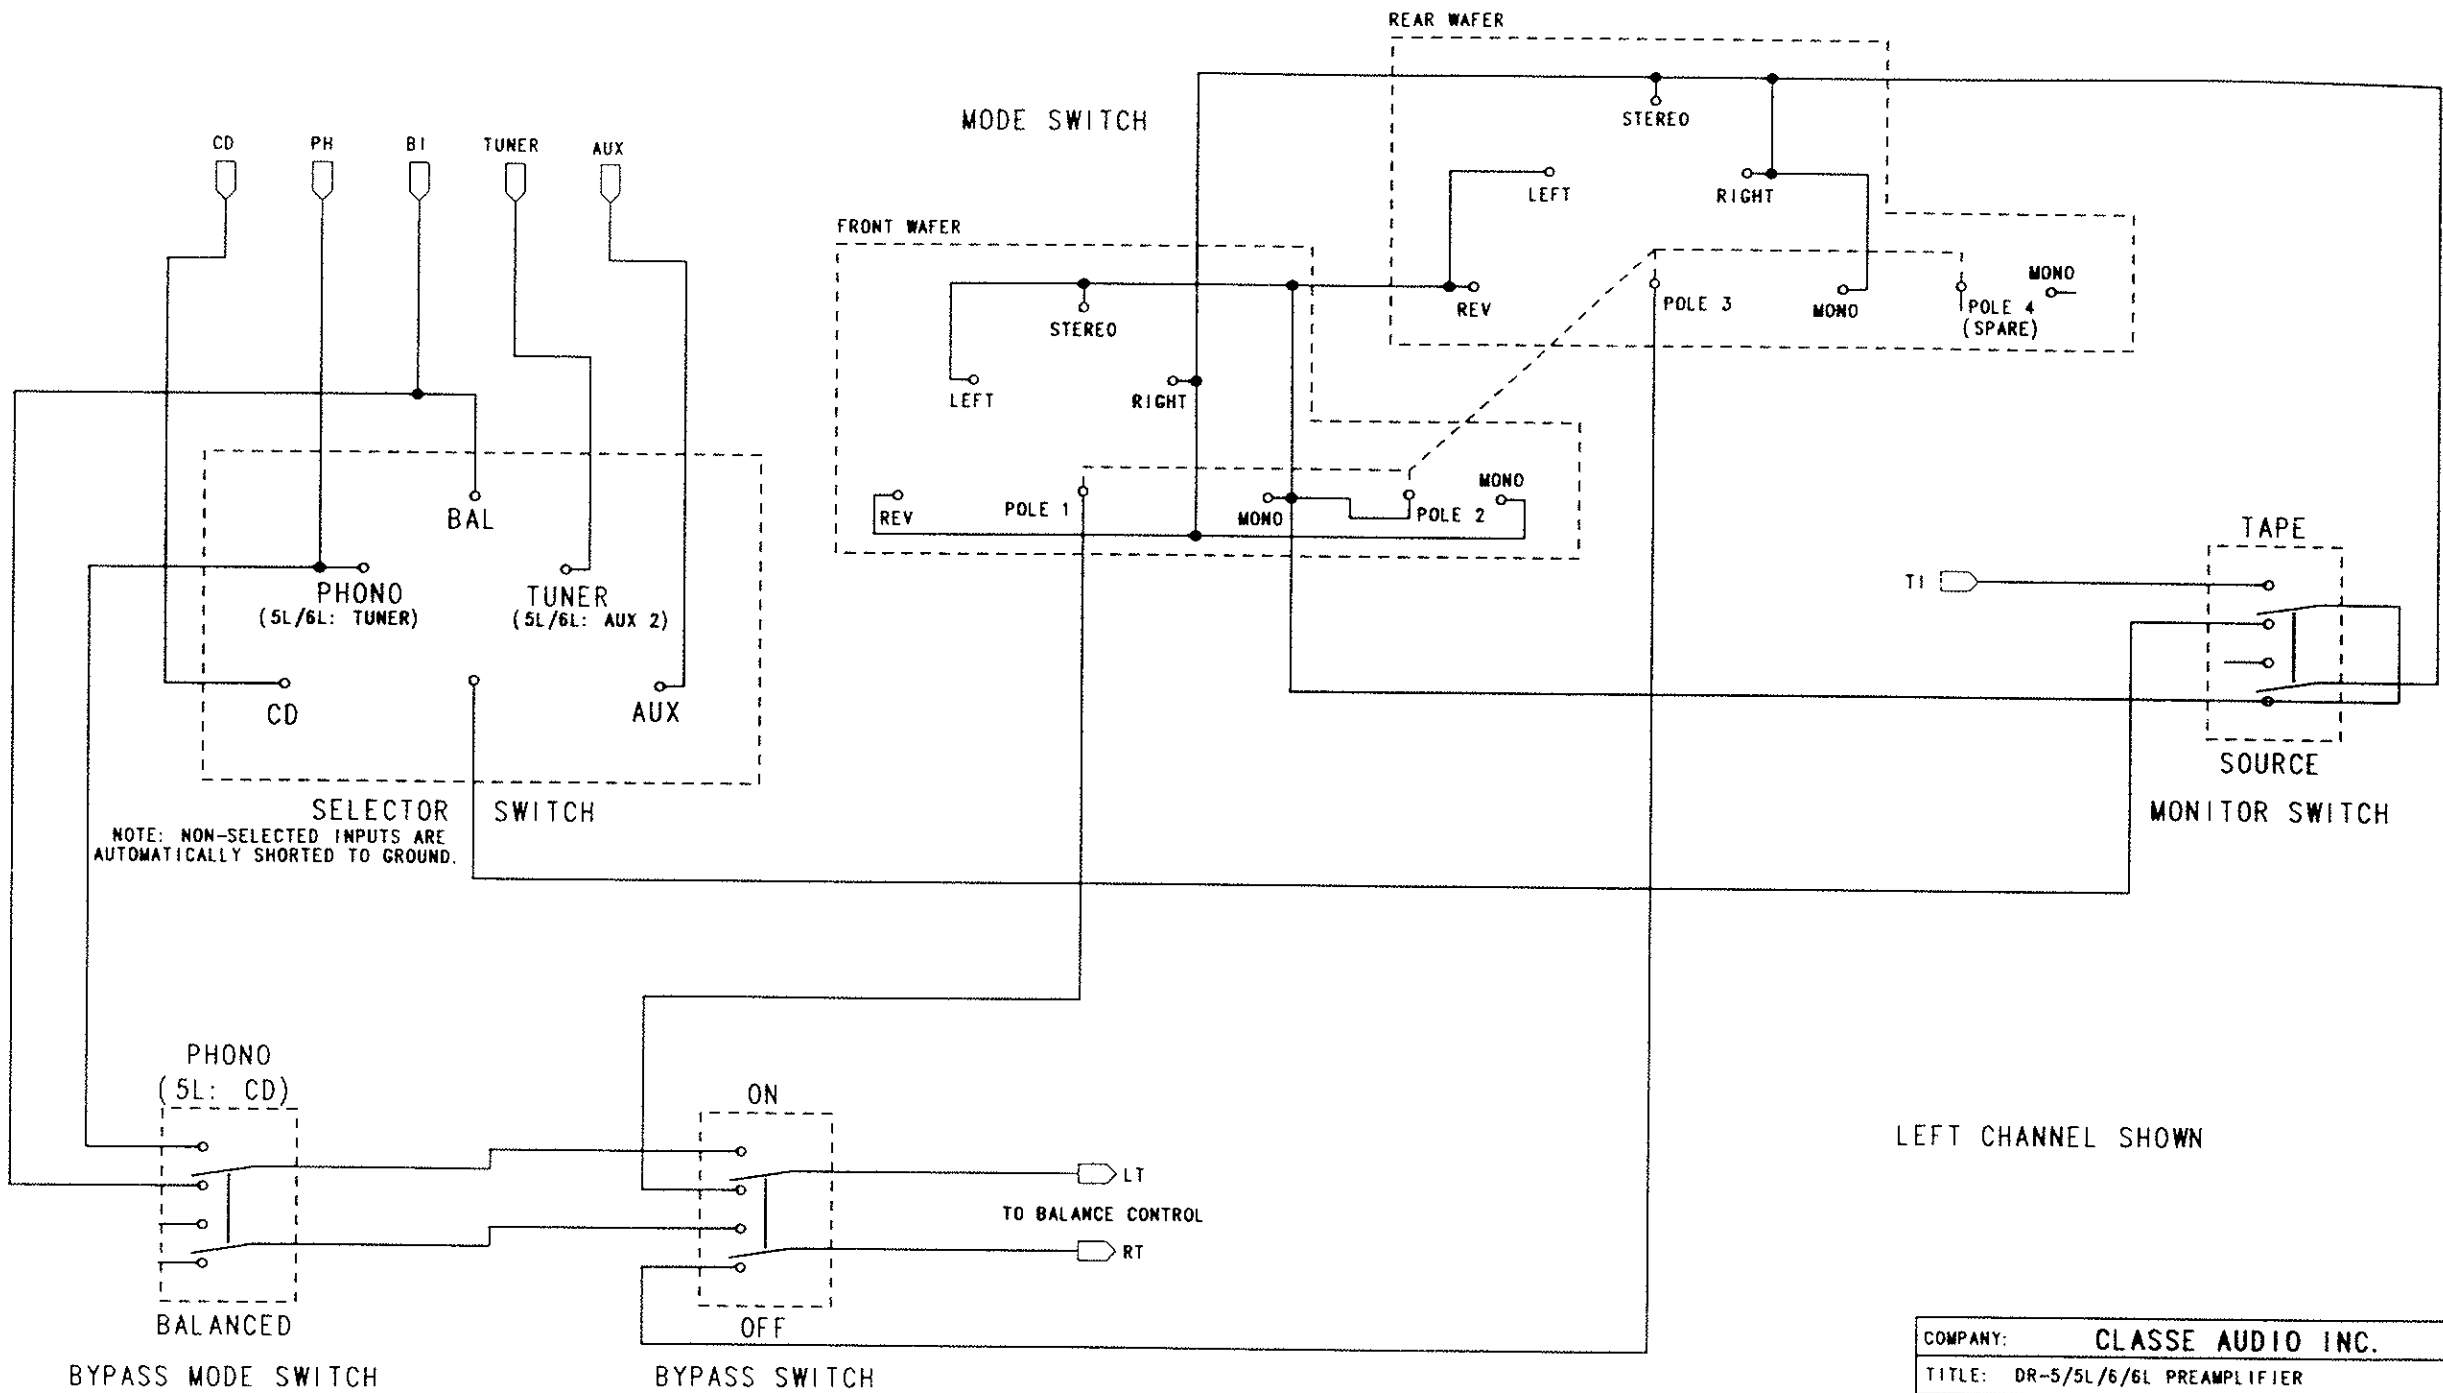 REAR WAFER
MODE SWITCH
STEREO
CD
PH
BI
TUNER
AUX
LEFT
RIGHT
FRONT WAFER
STEREO
REV
POLE 3
MONO
POLE 4
(SPARE)
MONO
LEFT
RIGHT
REV
POLE 1
MONO
POLE 2
MONO
BAL
PHONO
(5L/6L: TUNER)
TUNER
(5L/6L: AUX 2)
CD
AUX
SELECTOR SWITCH
NOTE: NON-SELECTED INPUTS ARE
AUTOMATICALLY SHORTED TO GROUND.
TAPE
TI
SOURCE
MONITOR SWITCH
PHONO
(5L: CD)
BALANCED
BYPASS MODE SWITCH
ON
LT
TO BALANCE CONTROL
RT
OFF
BYPASS SWITCH
LEFT CHANNEL SHOWN
COMPANY: CLASSE AUDIO INC.
TITLE: DR-5/5L/6/6L PREAMPLIFIER